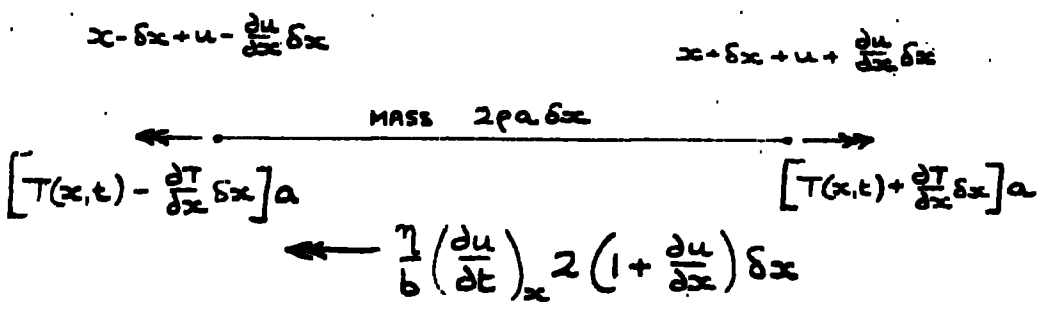 x-δx+u-∂u/∂x δx
x+δx+u+ ∂u/∂x δx
MASS 2ρa δx
[T(x,t) - ∂T/∂x δx]a
[T(x,t)+ ∂T/∂x δx]a
η/b (∂u/∂t)ₓ 2(1+ ∂u/∂x) δx